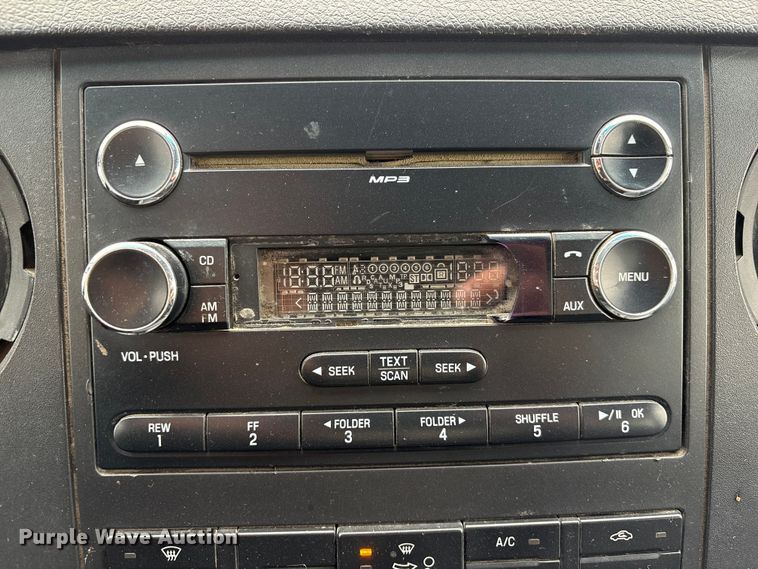 MP3
CD
AM
FM
MENU
AUX
VOL•PUSH
◄ SEEK
TEXT
SCAN
SEEK ►
REW
1
FF
2
◄ FOLDER
3
FOLDER ►
4
SHUFFLE
5
►/II OK
6
A/C
Purple Wave Auction